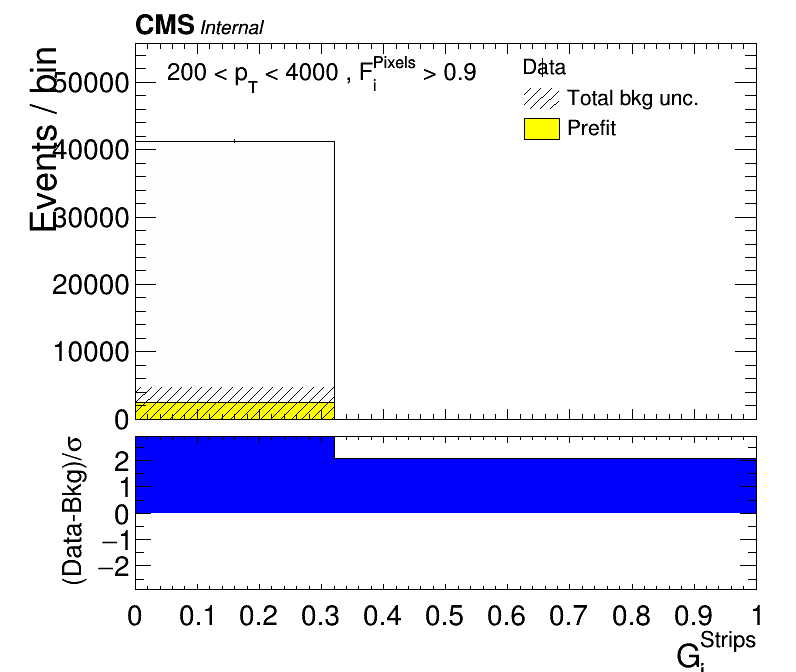 CMS Internal
200 < p_T < 4000 , F_i^Pixels > 0.9
Data
Total bkg unc.
Prefit
Events / bin
50000
40000
30000
20000
10000
0
(Data-Bkg)/σ
2
1
0
−1
−2
0 0.1 0.2 0.3 0.4 0.5 0.6 0.7 0.8 0.9 1
G_i^Strips